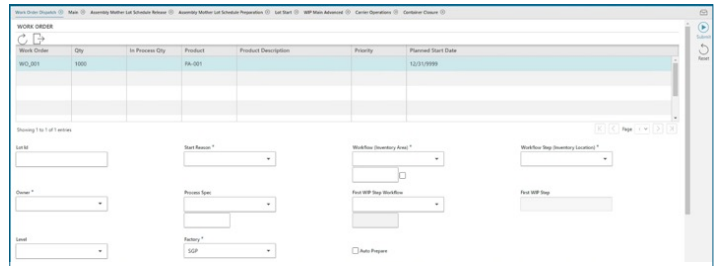 Work Order Dispatch Main Assembly Mother Lot Schedule Release Assembly Mother Lot Schedule Preparation Lot Start WIP Main Advanced Carrier Operations Container Closure
WORK ORDER
Submit
Reset
Work Order Qty In Process Qty Product Product Description Priority Planned Start Date
WO_001 1000 FA-001 12/31/9999
Showing 1 to 1 of 1 entries
Page 1
Lot Id Start Reason * Workflow (Inventory Area) * Workflow Step (Inventory Location) *
Owner * Process Spec First WIP Step Workflow First WIP Step
Level Factory *
SGP Auto Prepare